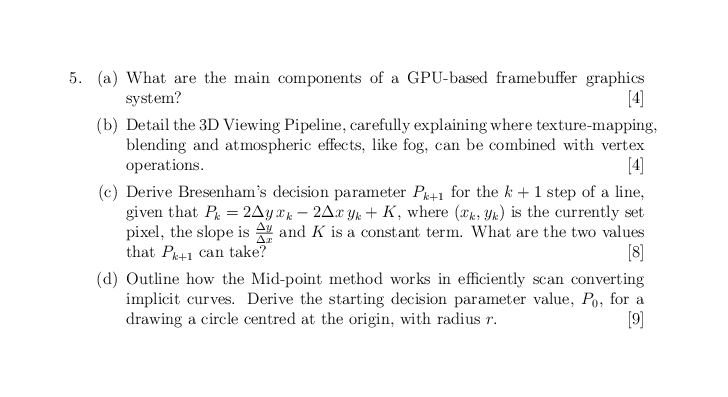 5. (a) What are the main components of a GPU-based framebuffer graphics
system? [4]
(b) Detail the 3D Viewing Pipeline, carefully explaining where texture-mapping,
blending and atmospheric effects, like fog, can be combined with vertex
operations. [4]
(c) Derive Bresenham's decision parameter $P_{k+1}$ for the $k+1$ step of a line,
given that $P_k = 2\Delta y\, x_k - 2\Delta x\, y_k + K$, where $(x_k, y_k)$ is the currently set
pixel, the slope is $\frac{\Delta y}{\Delta x}$ and $K$ is a constant term. What are the two values
that $P_{k+1}$ can take? [8]
(d) Outline how the Mid-point method works in efficiently scan converting
implicit curves. Derive the starting decision parameter value, $P_0$, for a
drawing a circle centred at the origin, with radius $r$. [9]